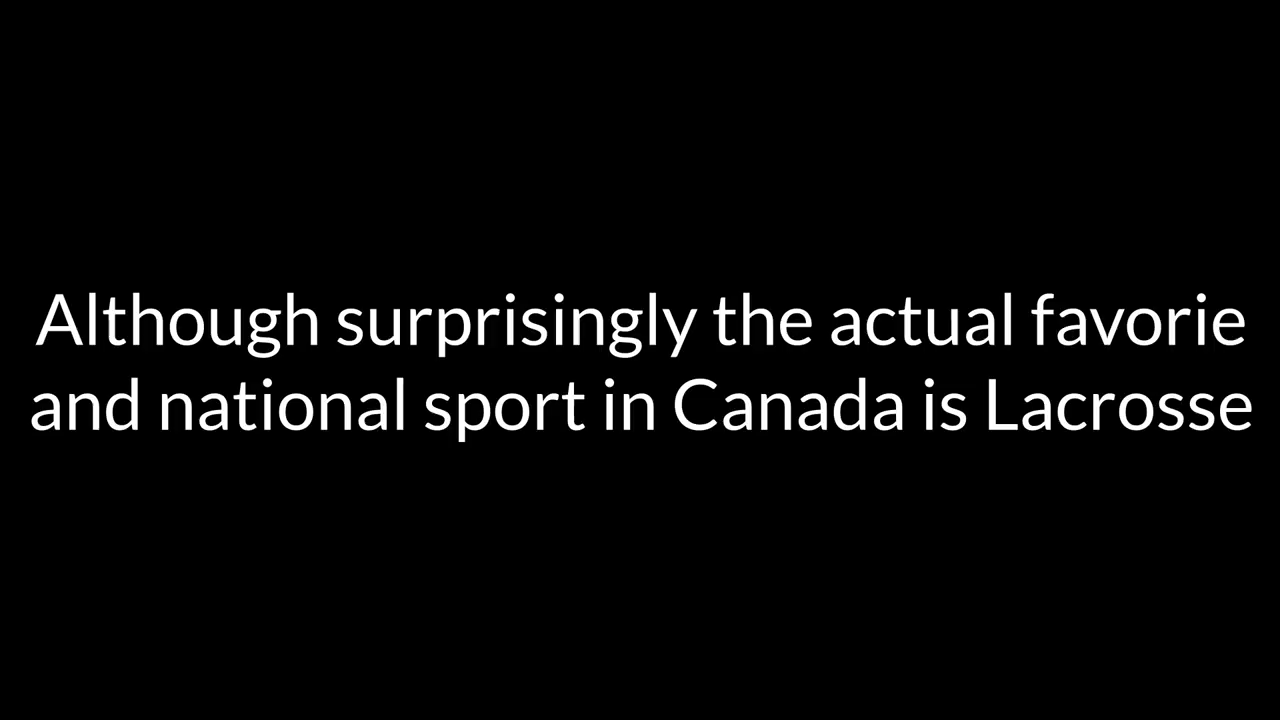 Although surprisingly the actual favorie
and national sport in Canada is Lacrosse